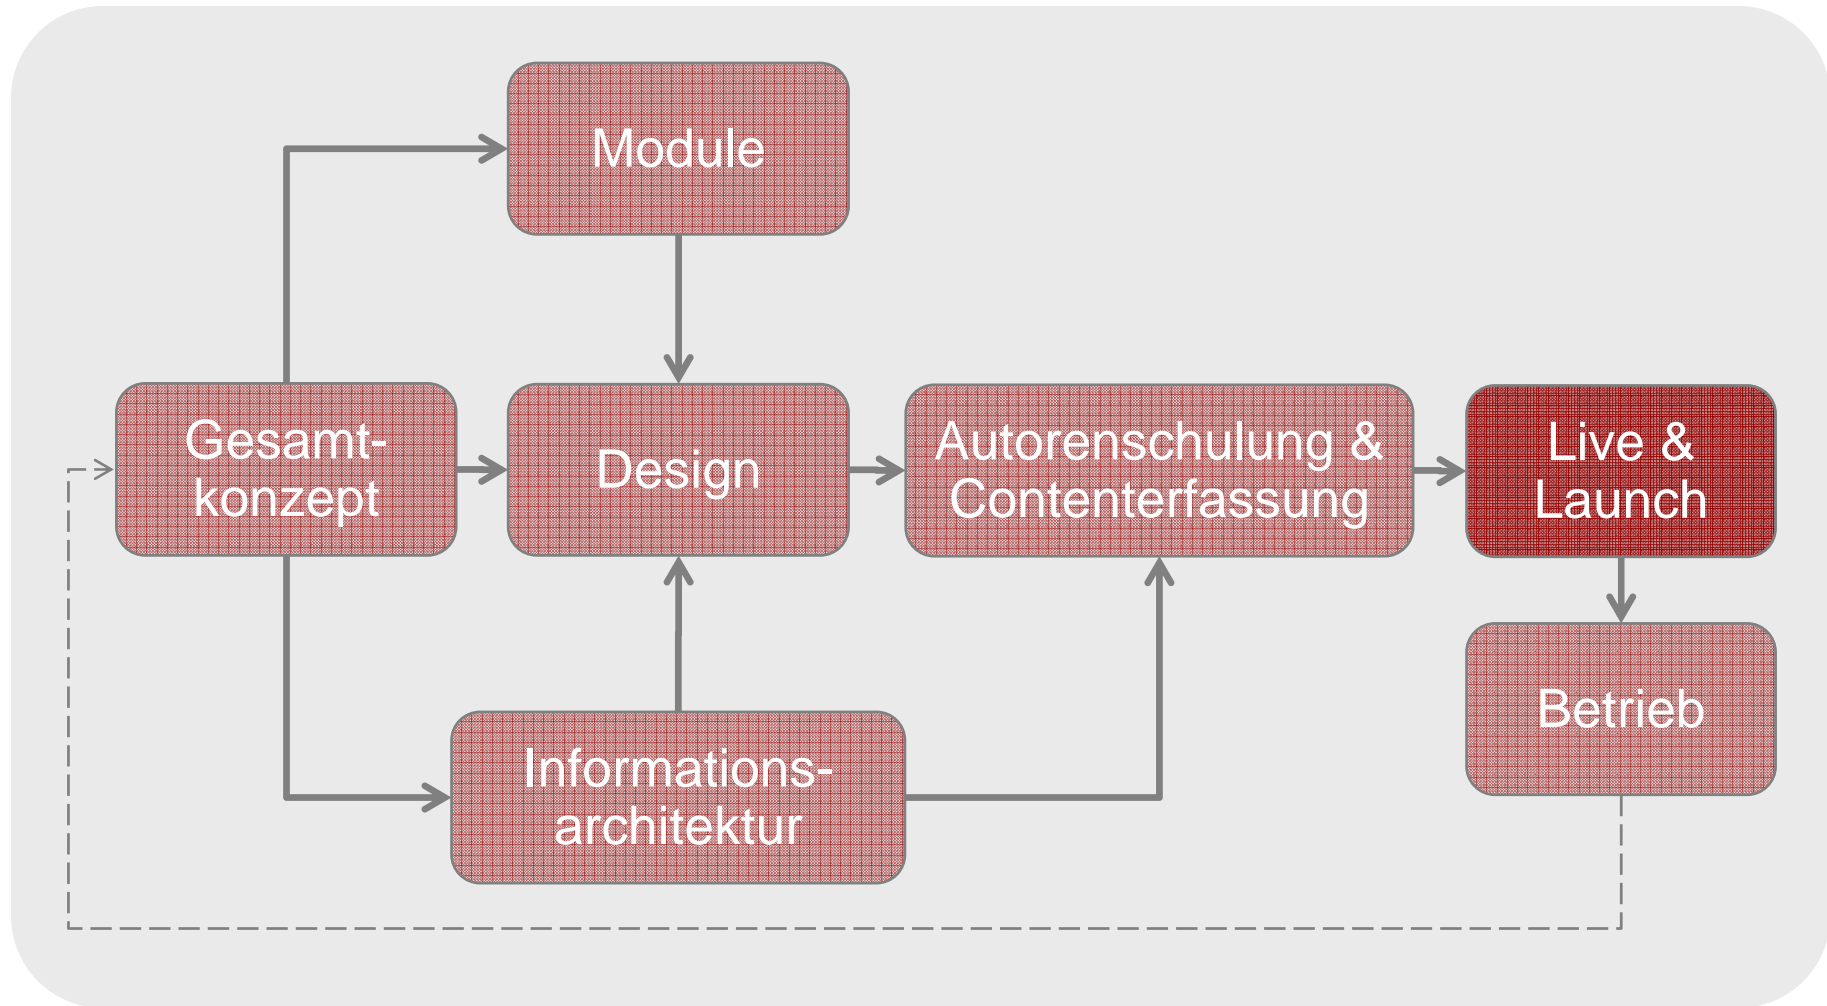 Module
Gesamt-
konzept
Design
Autorenschulung &
Contenterfassung
Live &
Launch
Betrieb
Informations-
architektur